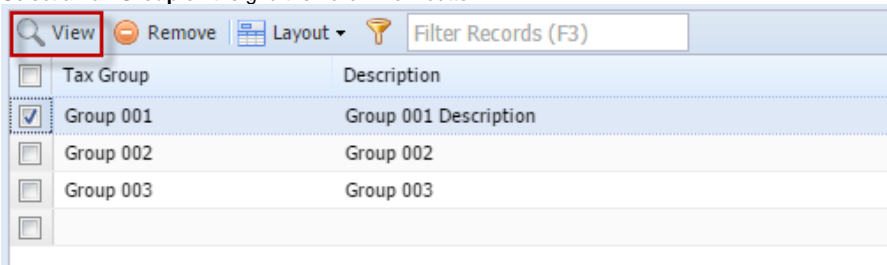 View Remove Layout Filter Records (F3)
Tax Group Description
Group 001 Group 001 Description
Group 002 Group 002
Group 003 Group 003